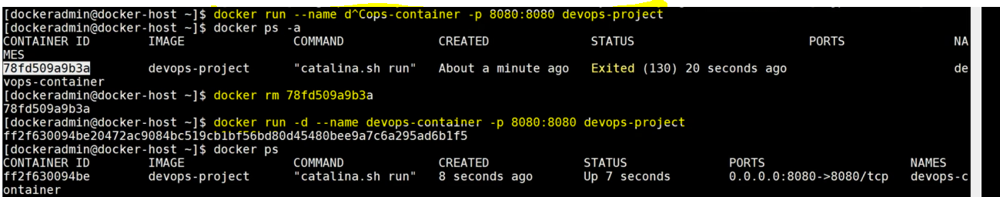 [dockeradmin@docker-host ~]$ docker run --name d^Cops-container -p 8080:8080 devops-project
[dockeradmin@docker-host ~]$ docker ps -a
CONTAINER ID IMAGE COMMAND CREATED STATUS PORTS NA
MES
78fd509a9b3a devops-project "catalina.sh run" About a minute ago Exited (130) 20 seconds ago de
vops-container
[dockeradmin@docker-host ~]$ docker rm 78fd509a9b3a
78fd509a9b3a
[dockeradmin@docker-host ~]$ docker run -d --name devops-container -p 8080:8080 devops-project
ff2f630094be20472ac9084bc519cb1bf56bd80d45480bee9a7c6a295ad6b1f5
[dockeradmin@docker-host ~]$ docker ps
CONTAINER ID IMAGE COMMAND CREATED STATUS PORTS NAMES
ff2f630094be devops-project "catalina.sh run" 8 seconds ago Up 7 seconds 0.0.0.0:8080->8080/tcp devops-c
ontainer